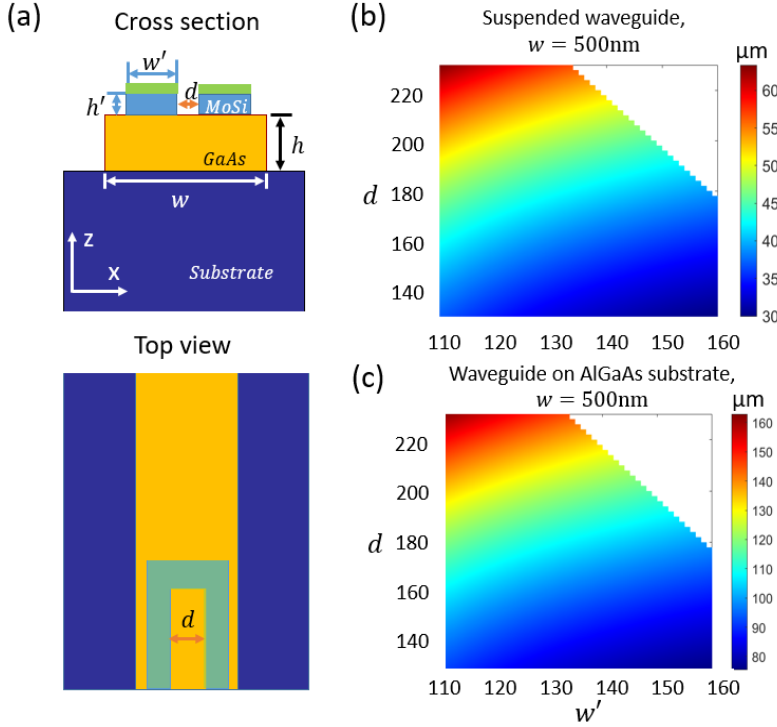 (a)
Cross section
w′
d
h′
MoSi
h
GaAs
w
z
x
Substrate
Top view
d
(b)
Suspended waveguide,
w = 500nm
μm
220
200
180
160
140
d
110 120 130 140 150 160
60
55
50
45
40
35
30
(c)
Waveguide on AlGaAs substrate,
w = 500nm
μm
220
200
180
160
140
d
110 120 130 140 150 160
w′
160
150
140
130
120
110
100
90
80